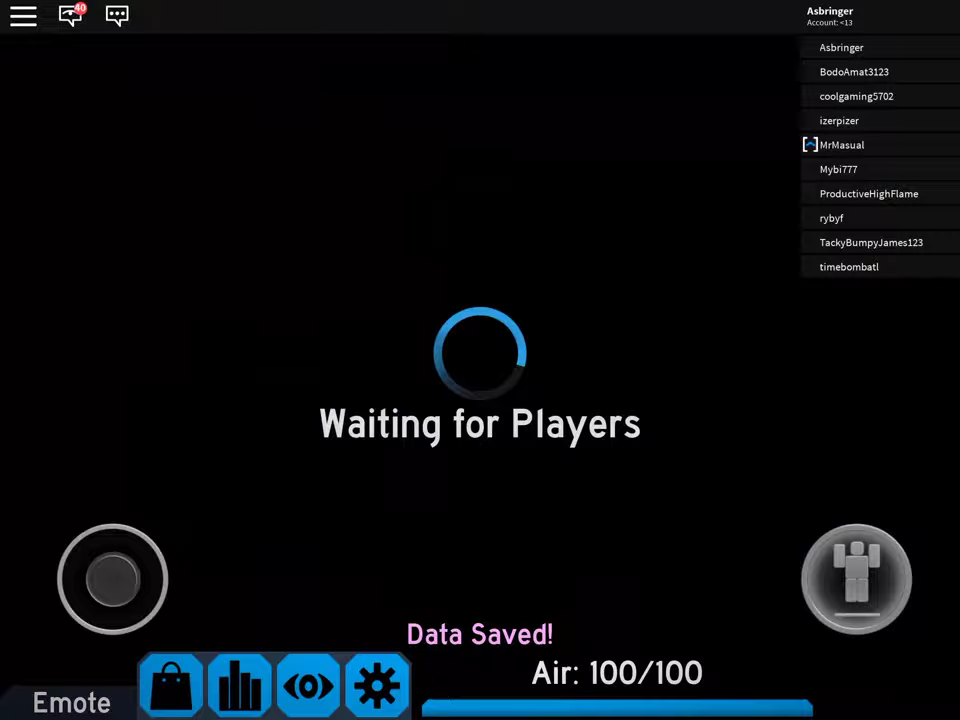 40
Asbringer
Account: <13
Asbringer
BodoAmat3123
coolgaming5702
izerpizer
MrMasual
Mybi777
ProductiveHighFlame
rybyf
TackyBumpyJames123
timebombatl
Waiting for Players
Data Saved!
Air: 100/100
Emote